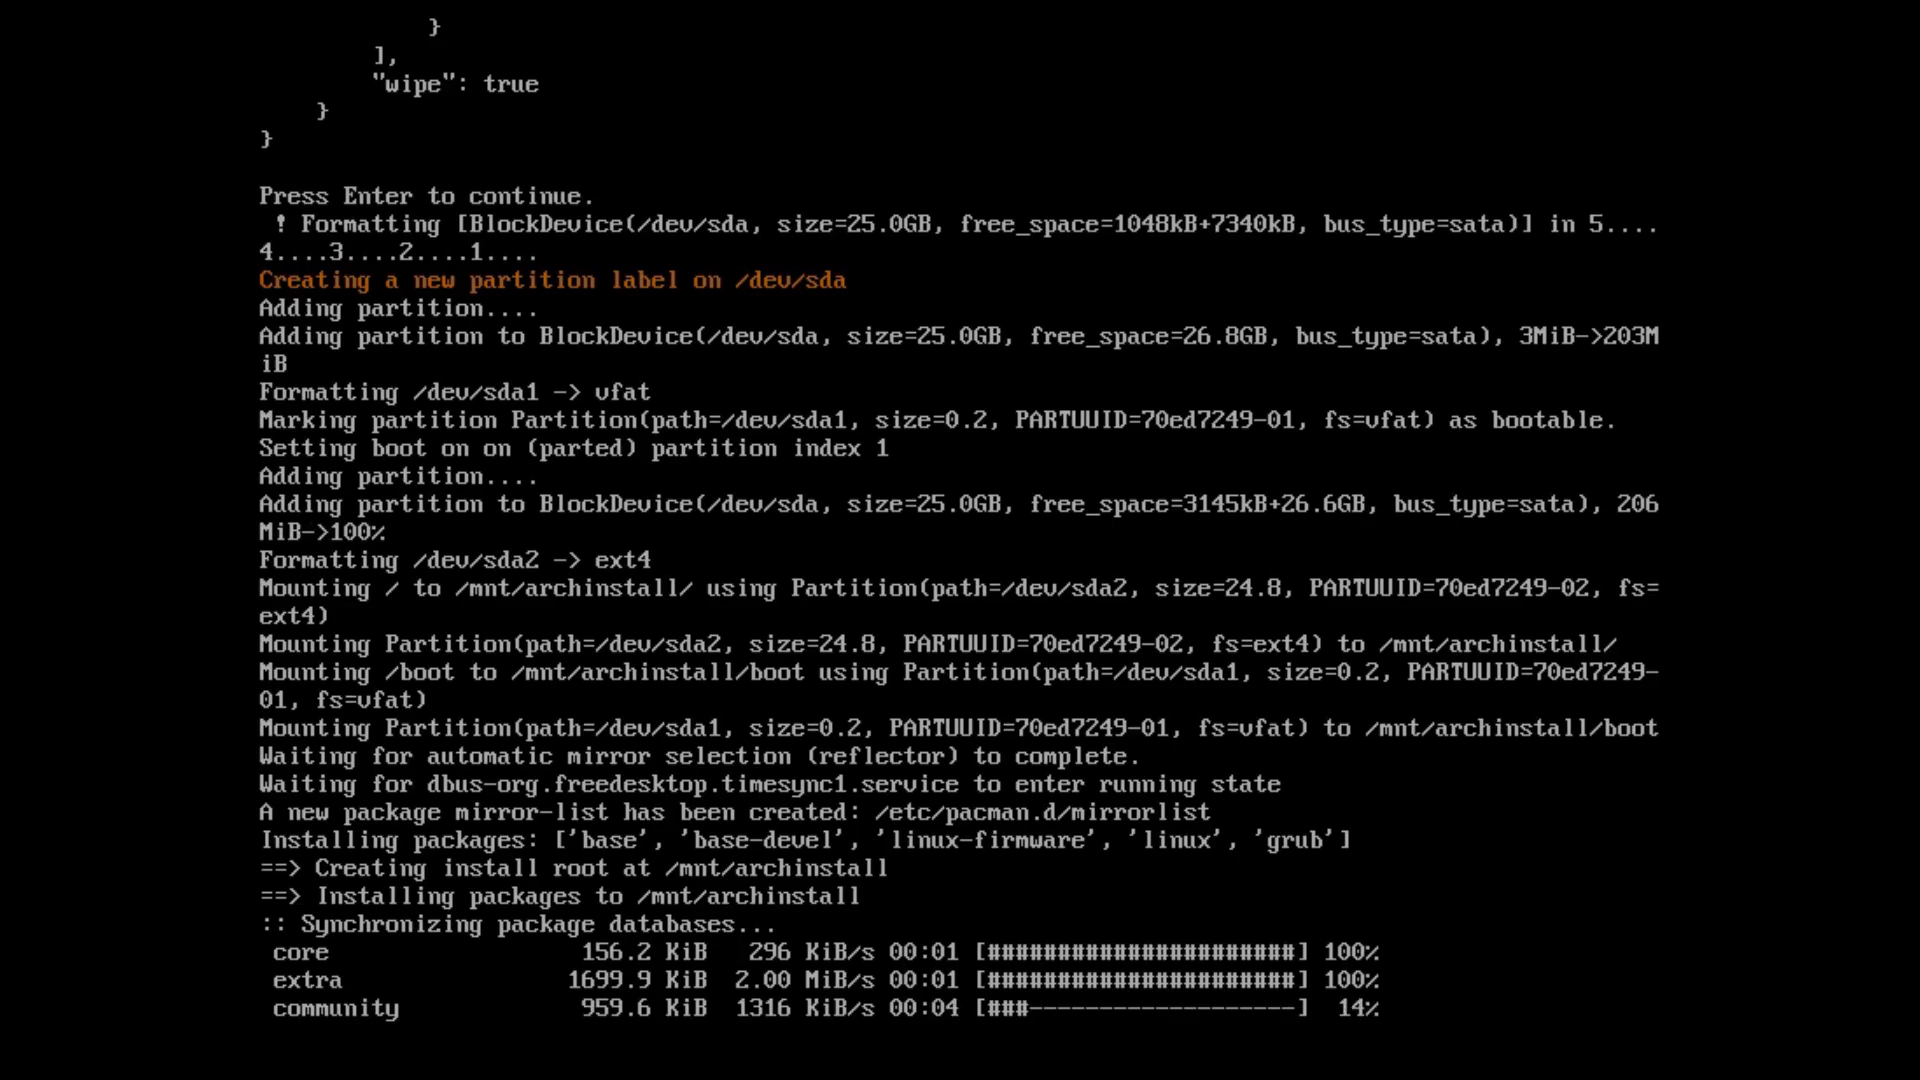 }
],
"wipe": true
}
}
Press Enter to continue.
! Formatting [BlockDevice(/dev/sda, size=25.0GB, free_space=1048kB+7340kB, bus_type=sata)] in 5....
4....3....2....1....
Creating a new partition label on /dev/sda
Adding partition....
Adding partition to BlockDevice(/dev/sda, size=25.0GB, free_space=26.8GB, bus_type=sata), 3MiB->203M
iB
Formatting /dev/sda1 -> vfat
Marking partition Partition(path=/dev/sda1, size=0.2, PARTUUID=70ed7249-01, fs=vfat) as bootable.
Setting boot on on (parted) partition index 1
Adding partition....
Adding partition to BlockDevice(/dev/sda, size=25.0GB, free_space=3145kB+26.6GB, bus_type=sata), 206
MiB->100%
Formatting /dev/sda2 -> ext4
Mounting / to /mnt/archinstall/ using Partition(path=/dev/sda2, size=24.8, PARTUUID=70ed7249-02, fs=
ext4)
Mounting Partition(path=/dev/sda2, size=24.8, PARTUUID=70ed7249-02, fs=ext4) to /mnt/archinstall/
Mounting /boot to /mnt/archinstall/boot using Partition(path=/dev/sda1, size=0.2, PARTUUID=70ed7249-
01, fs=vfat)
Mounting Partition(path=/dev/sda1, size=0.2, PARTUUID=70ed7249-01, fs=vfat) to /mnt/archinstall/boot
Waiting for automatic mirror selection (reflector) to complete.
Waiting for dbus-org.freedesktop.timesync1.service to enter running state
A new package mirror-list has been created: /etc/pacman.d/mirrorlist
Installing packages: ['base', 'base-devel', 'linux-firmware', 'linux', 'grub']
==> Creating install root at /mnt/archinstall
==> Installing packages to /mnt/archinstall
:: Synchronizing package databases...
core 156.2 KiB 296 KiB/s 00:01 [######################] 100%
extra 1699.9 KiB 2.00 MiB/s 00:01 [######################] 100%
community 959.6 KiB 1316 KiB/s 00:04 [###-------------------] 14%